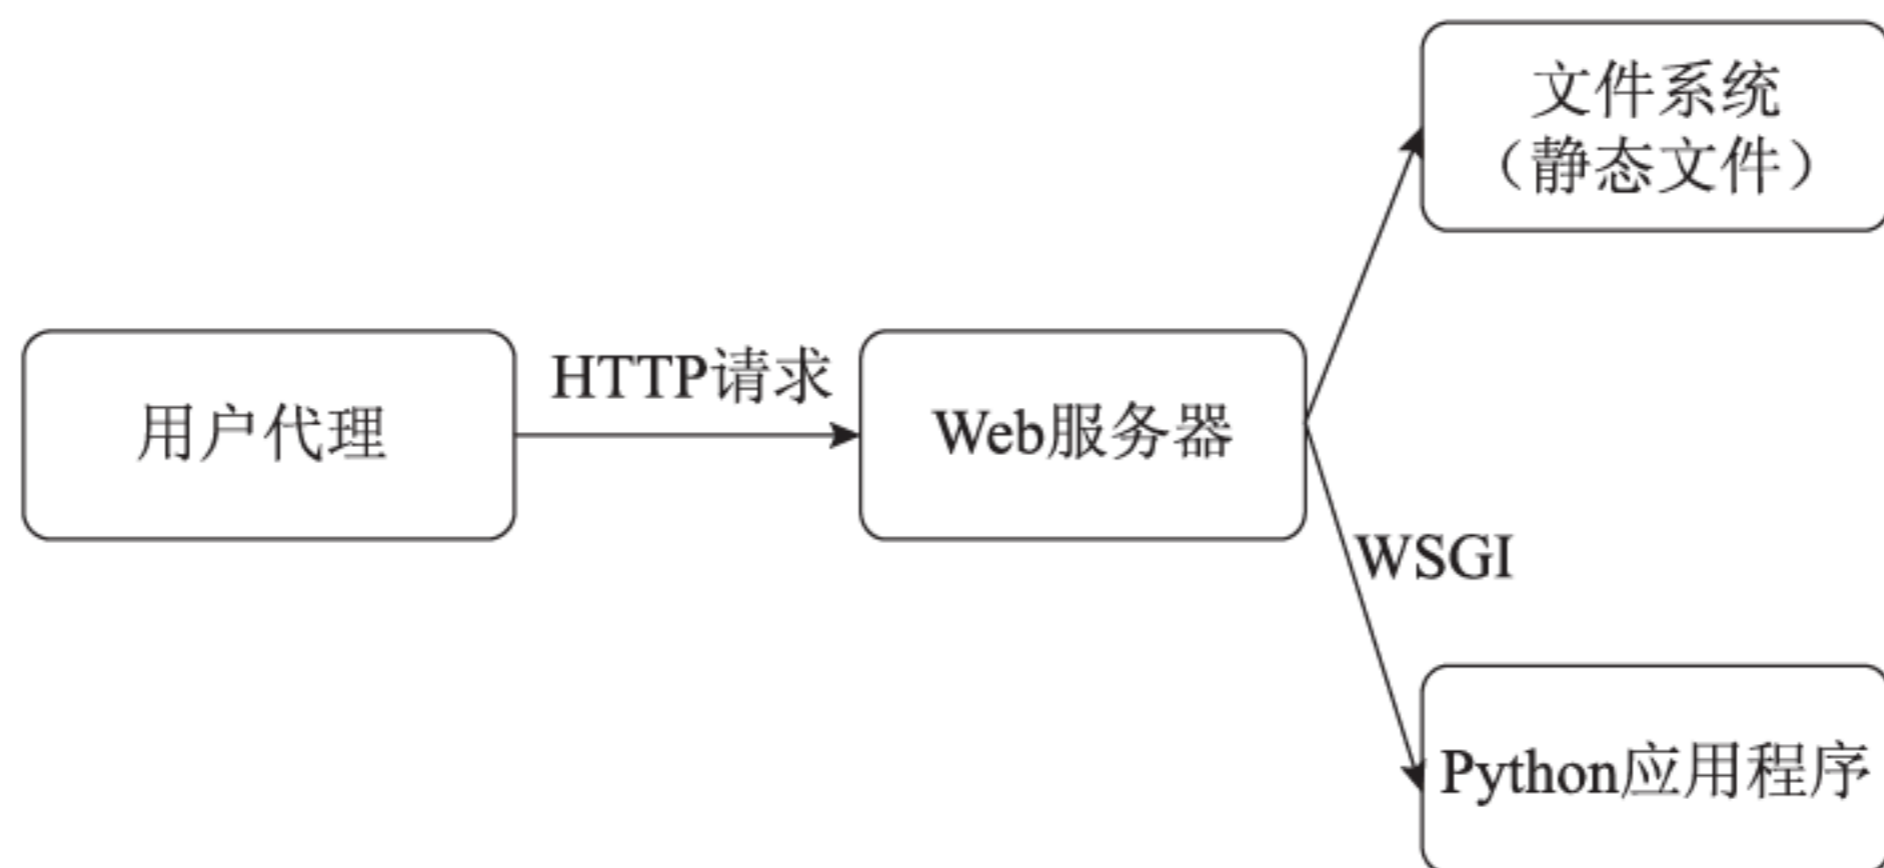 文件系统
（静态文件）
HTTP请求
用户代理
Web服务器
WSGI
Python应用程序